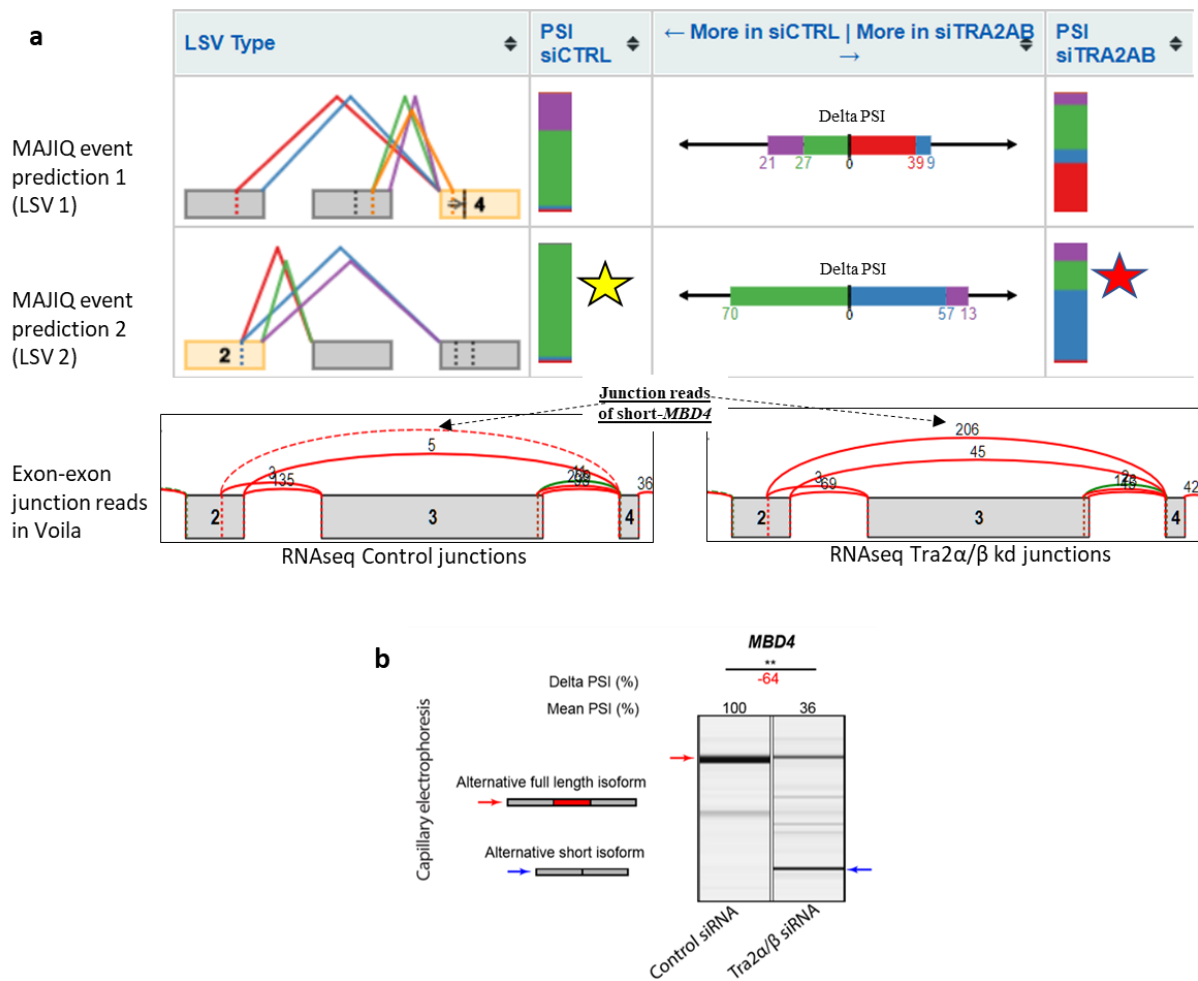 a
LSV Type
PSI
siCTRL
← More in siCTRL | More in siTRA2AB
→
PSI
siTRA2AB
MAJIQ event
prediction 1
(LSV 1)
4
Delta PSI
21 27 0 39 9
MAJIQ event
prediction 2
(LSV 2)
2
Delta PSI
70 0 57 13
Junction reads
of short-MBD4
Exon-exon
junction reads
in Voila
5
3
135
36
2 3 4
RNAseq Control junctions
206
45
3
69
42
2 3 4
RNAseq Tra2α/β kd junctions
b
MBD4
**
Delta PSI (%) -64
Mean PSI (%) 100 36
Capillary electrophoresis
Alternative full length isoform
Alternative short isoform
Control siRNA
Tra2α/β siRNA